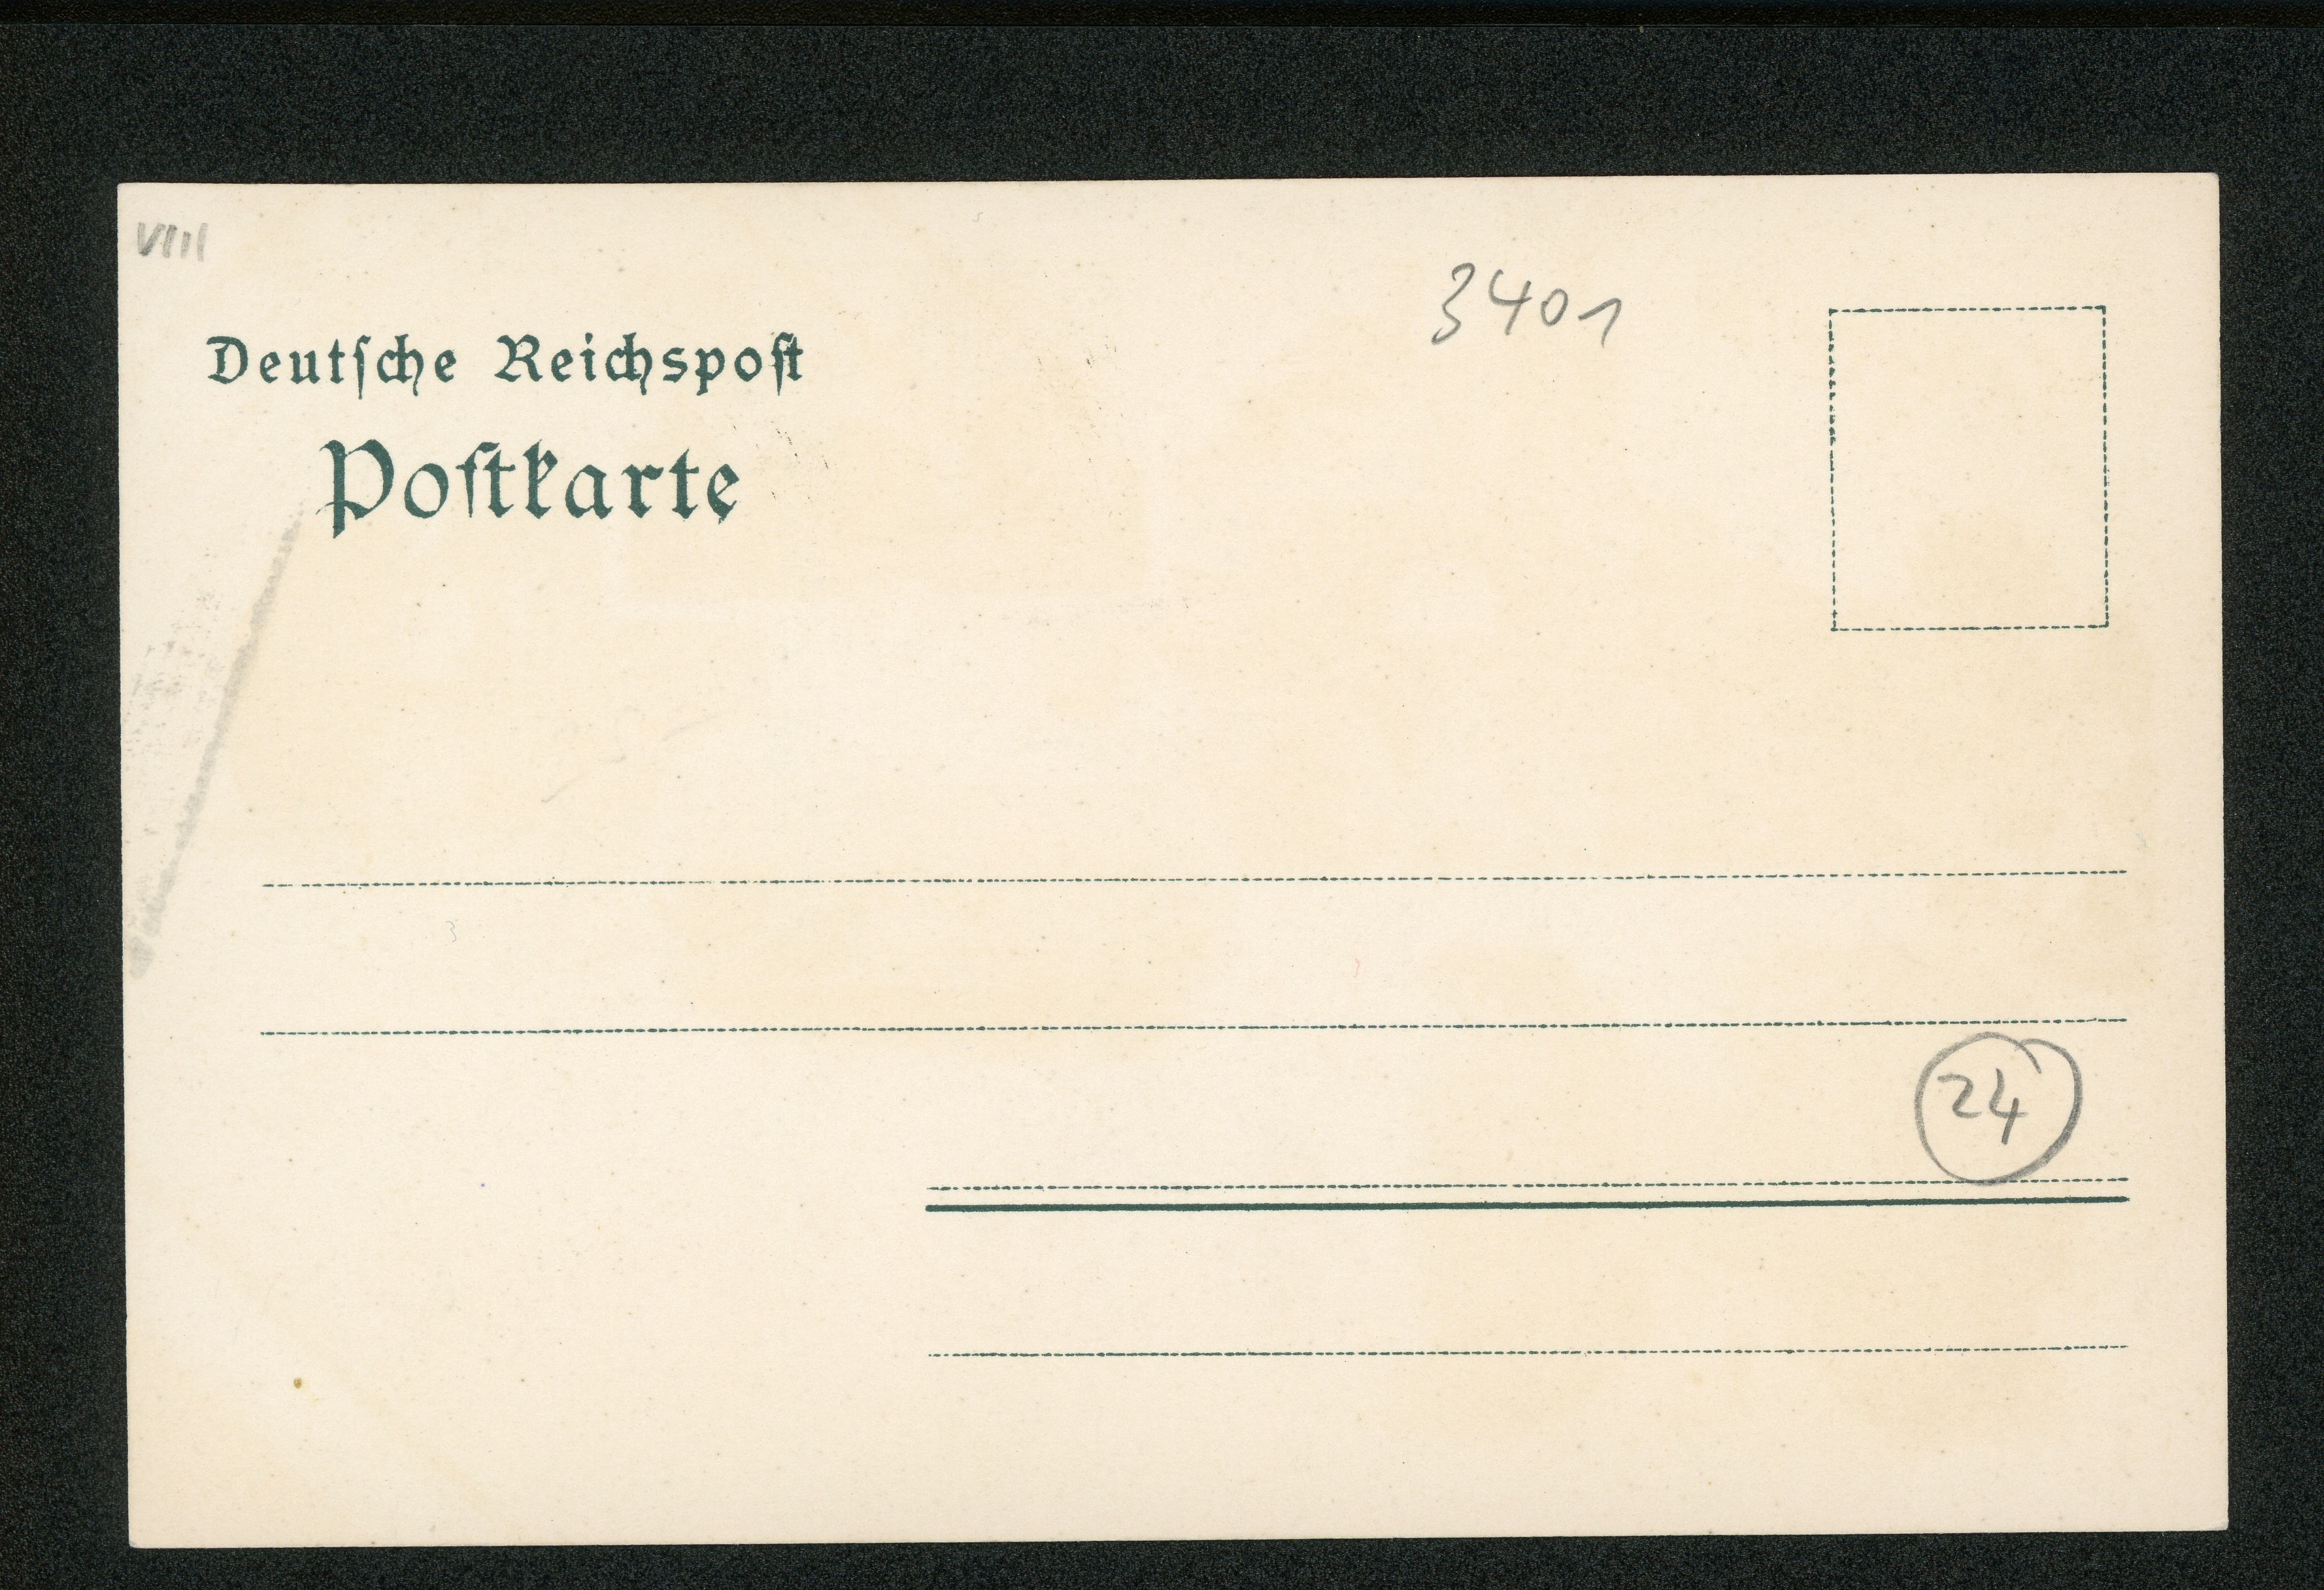 VIII
3401
Deutſche Reichspoſt
Poſtkarte
24